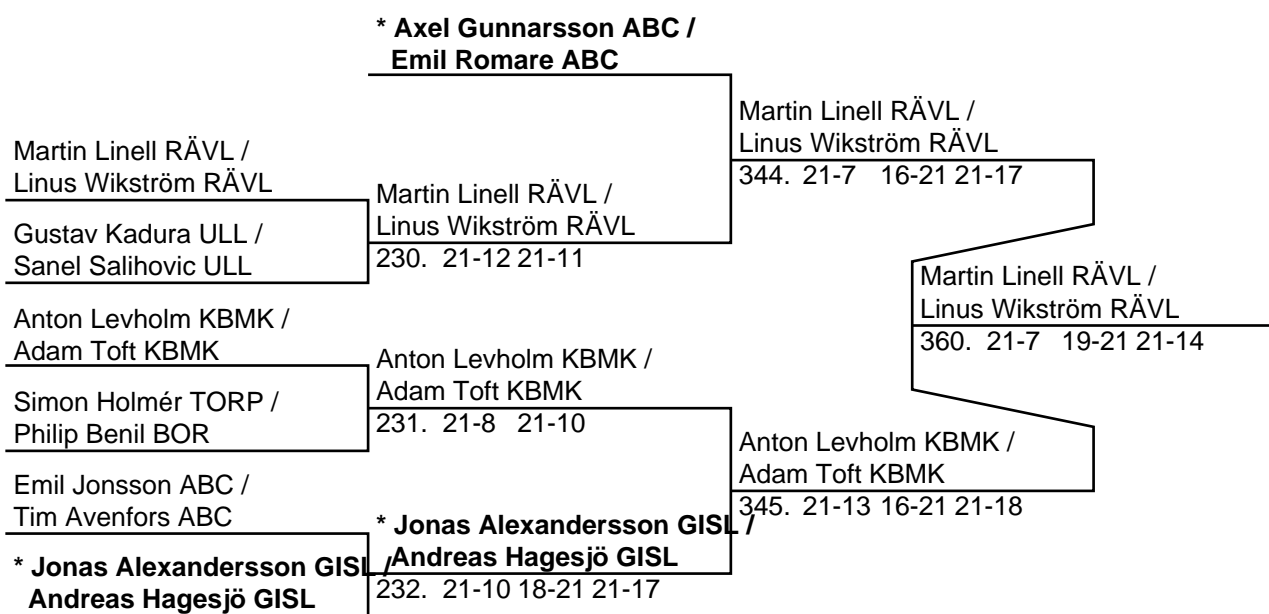 * Axel Gunnarsson ABC /
Emil Romare ABC
Martin Linell RÄVL /
Linus Wikström RÄVL
Gustav Kadura ULL /
Sanel Salihovic ULL
Anton Levholm KBMK /
Adam Toft KBMK
Simon Holmér TORP /
Philip Benil BOR
Emil Jonsson ABC /
Tim Avenfors ABC
* Jonas Alexandersson GISL /
Andreas Hagesjö GISL
Martin Linell RÄVL /
Linus Wikström RÄVL
230. 21-12 21-11
Anton Levholm KBMK /
Adam Toft KBMK
231. 21-8 21-10
* Jonas Alexandersson GISL /
Andreas Hagesjö GISL
232. 21-10 18-21 21-17
Martin Linell RÄVL /
Linus Wikström RÄVL
344. 21-7 16-21 21-17
Anton Levholm KBMK /
Adam Toft KBMK
345. 21-13 16-21 21-18
Martin Linell RÄVL /
Linus Wikström RÄVL
360. 21-7 19-21 21-14